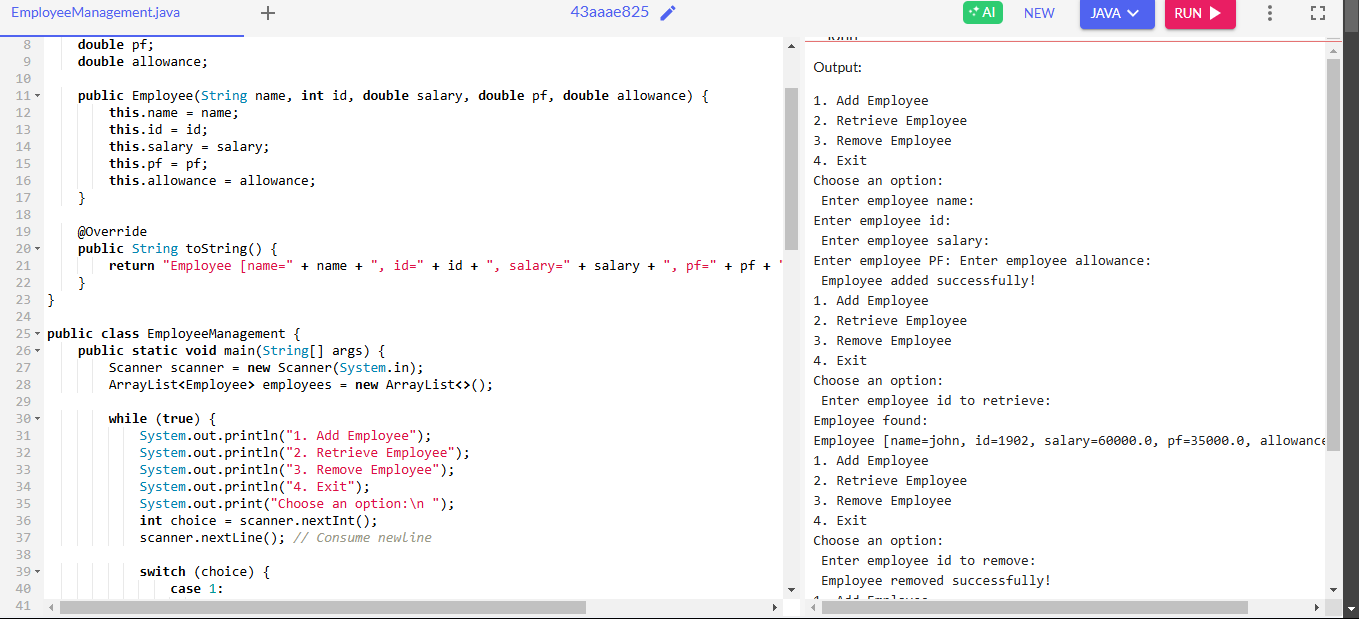 EmployeeManagement.java
43aaae825
AI
NEW
JAVA
RUN
8 double pf;
9 double allowance;
10
11 public Employee(String name, int id, double salary, double pf, double allowance) {
12 this.name = name;
13 this.id = id;
14 this.salary = salary;
15 this.pf = pf;
16 this.allowance = allowance;
17 }
18
19 @Override
20 public String toString() {
21 return "Employee [name=" + name + ", id=" + id + ", salary=" + salary + ", pf=" + pf + "
22 }
23 }
24
25 public class EmployeeManagement {
26 public static void main(String[] args) {
27 Scanner scanner = new Scanner(System.in);
28 ArrayList<Employee> employees = new ArrayList<>();
29
30 while (true) {
31 System.out.println("1. Add Employee");
32 System.out.println("2. Retrieve Employee");
33 System.out.println("3. Remove Employee");
34 System.out.println("4. Exit");
35 System.out.print("Choose an option:\n ");
36 int choice = scanner.nextInt();
37 scanner.nextLine(); // Consume newline
38
39 switch (choice) {
40 case 1:
41
john
Output:
1. Add Employee
2. Retrieve Employee
3. Remove Employee
4. Exit
Choose an option:
Enter employee name:
Enter employee id:
Enter employee salary:
Enter employee PF: Enter employee allowance:
Employee added successfully!
1. Add Employee
2. Retrieve Employee
3. Remove Employee
4. Exit
Choose an option:
Enter employee id to retrieve:
Employee found:
Employee [name=john, id=1902, salary=60000.0, pf=35000.0, allowance
1. Add Employee
2. Retrieve Employee
3. Remove Employee
4. Exit
Choose an option:
Enter employee id to remove:
Employee removed successfully!
1. Add Employee